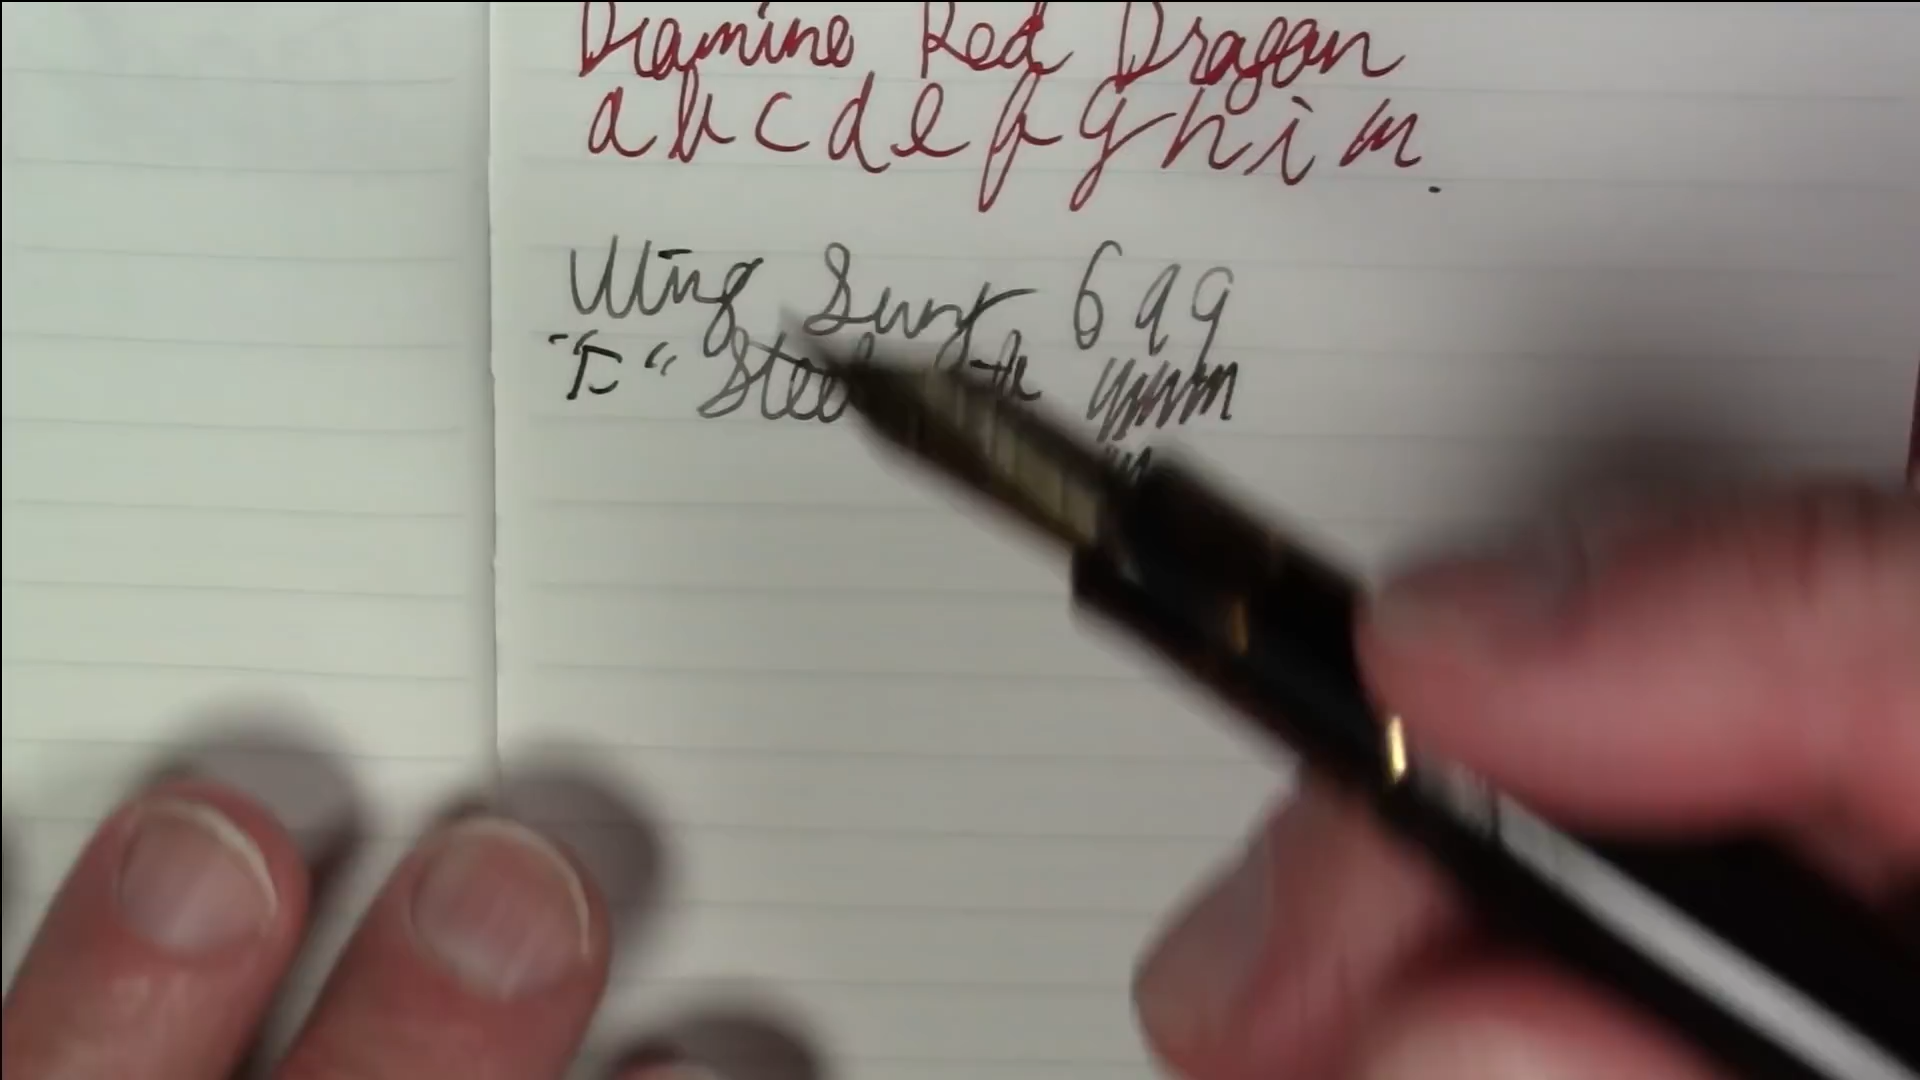 Diamine Red Dragon
a b c d e f g h i m.
Wing Sung 699
"F" Steel